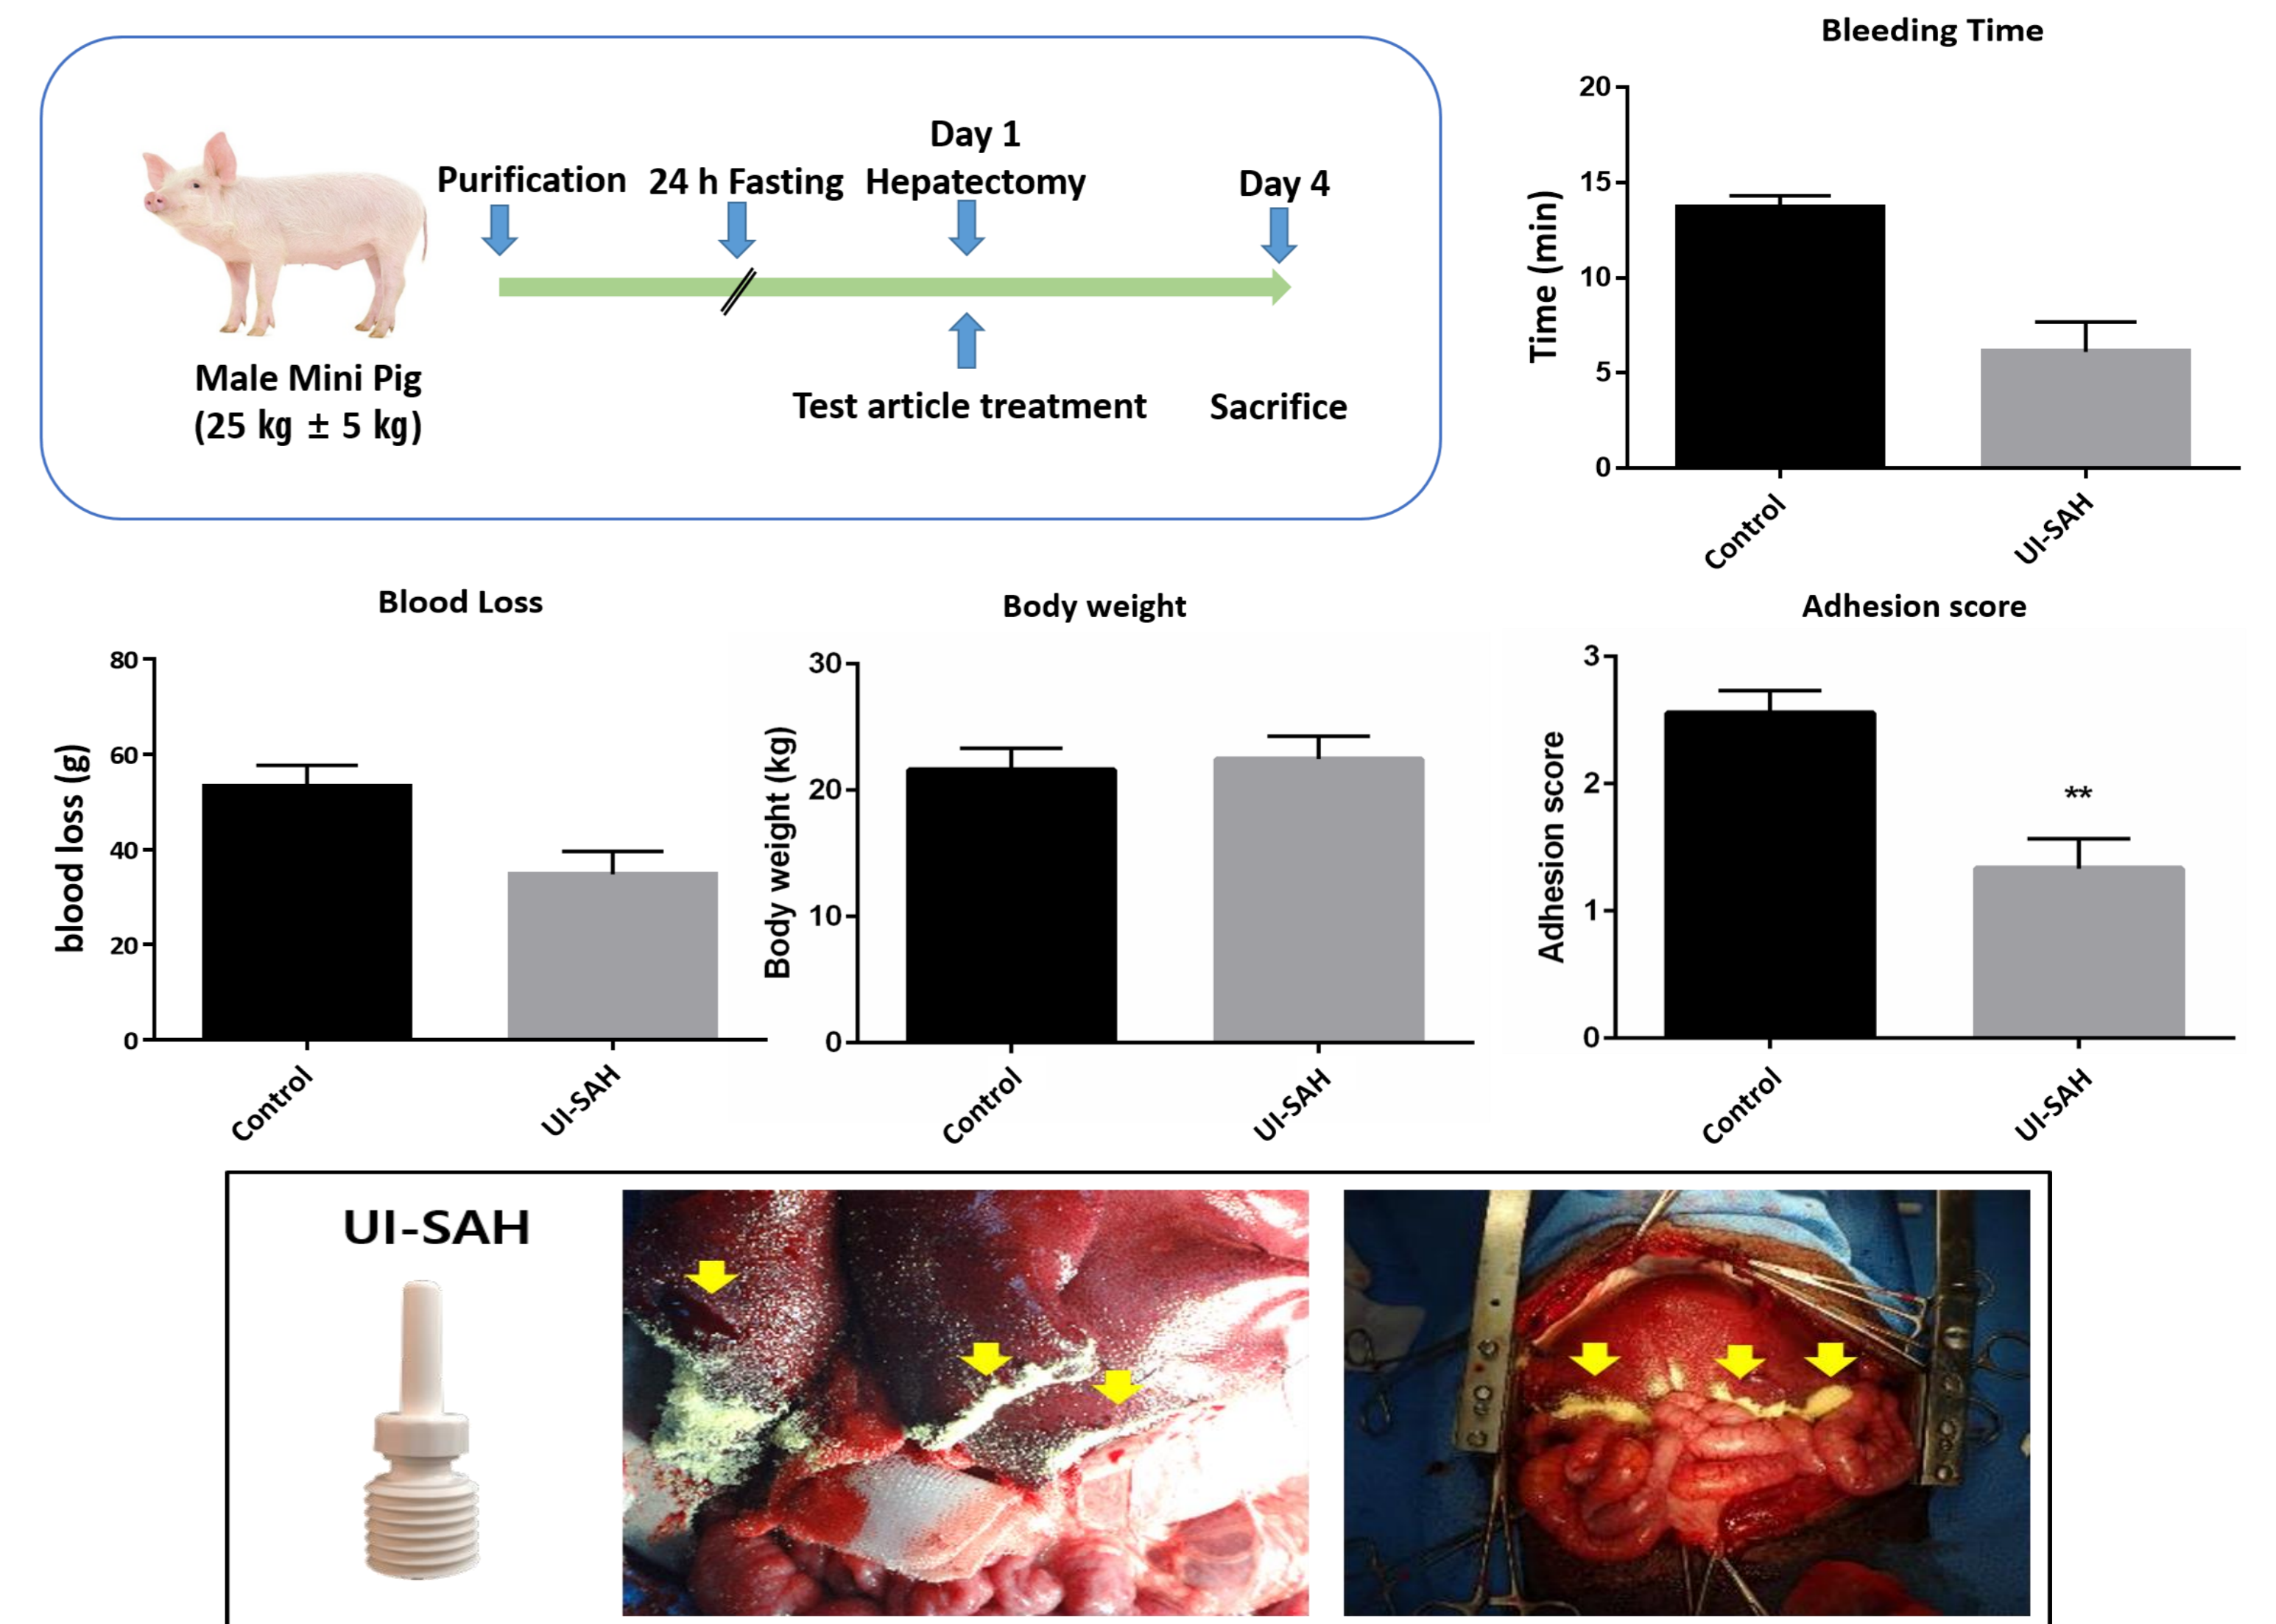 Day 1
Purification
24 h Fasting
Hepatectomy
Day 4
Male Mini Pig
(25 kg ± 5 kg)
Test article treatment
Sacrifice
Bleeding Time
Time (min)
20
15
10
5
0
Control
UI-SAH
Blood Loss
blood loss (g)
80
60
40
20
0
Control
UI-SAH
Body weight
Body weight (kg)
30
20
10
0
Control
UI-SAH
Adhesion score
Adhesion score
3
2
1
0
**
Control
UI-SAH
UI-SAH